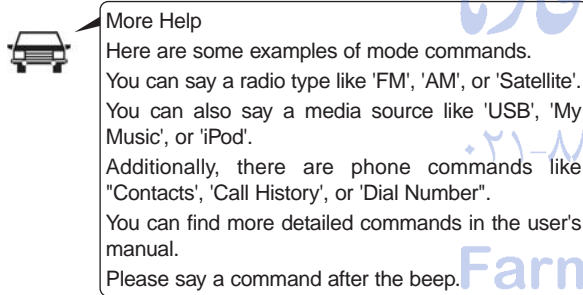 More Help
Here are some examples of mode commands.
You can say a radio type like 'FM', 'AM', or 'Satellite'.
You can also say a media source like 'USB', 'My
Music', or 'iPod'.
Additionally, there are phone commands like
"Contacts', 'Call History', or 'Dial Number".
You can find more detailed commands in the user's
manual.
Please say a command after the beep.